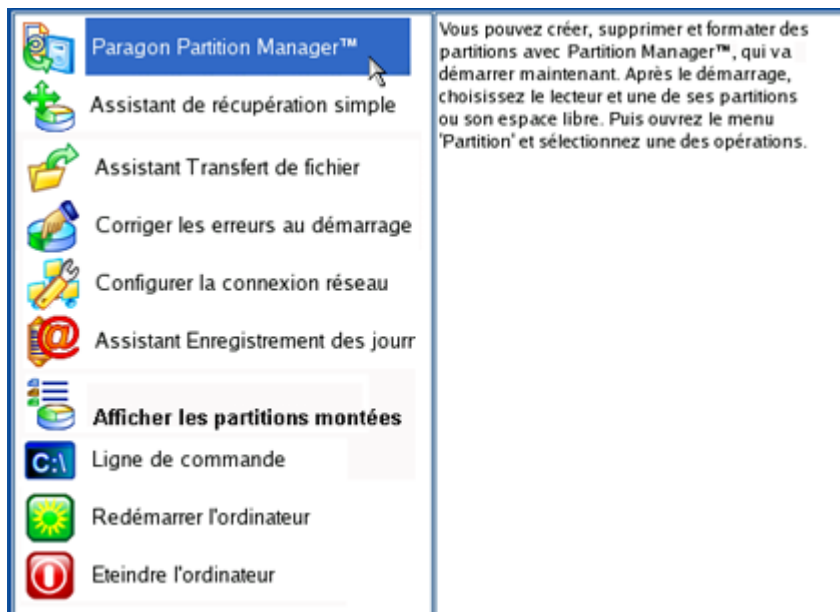 Paragon Partition Manager™
Assistant de récupération simple
Assistant Transfert de fichier
Corriger les erreurs au démarrage
Configurer la connexion réseau
Assistant Enregistrement des jourr
Afficher les partitions montées
C:\
Ligne de commande
Redémarrer l'ordinateur
Eteindre l'ordinateur
Vous pouvez créer, supprimer et formater des
partitions avec Partition Manager™, qui va
démarrer maintenant. Après le démarrage,
choisissez le lecteur et une de ses partitions
ou son espace libre. Puis ouvrez le menu
'Partition' et sélectionnez une des opérations.